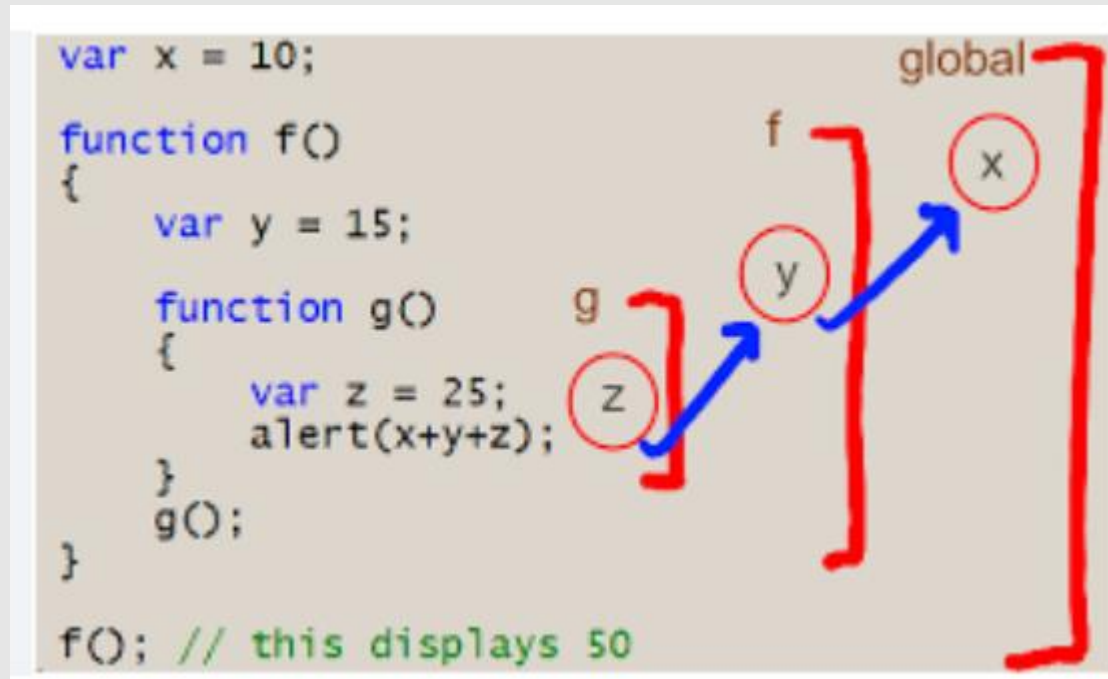 var x = 10;
global
function f()
f
x
{
var y = 15;
y
function g()
g
{
var z = 25;
z
alert(x+y+z);
}
g();
}
f(); // this displays 50